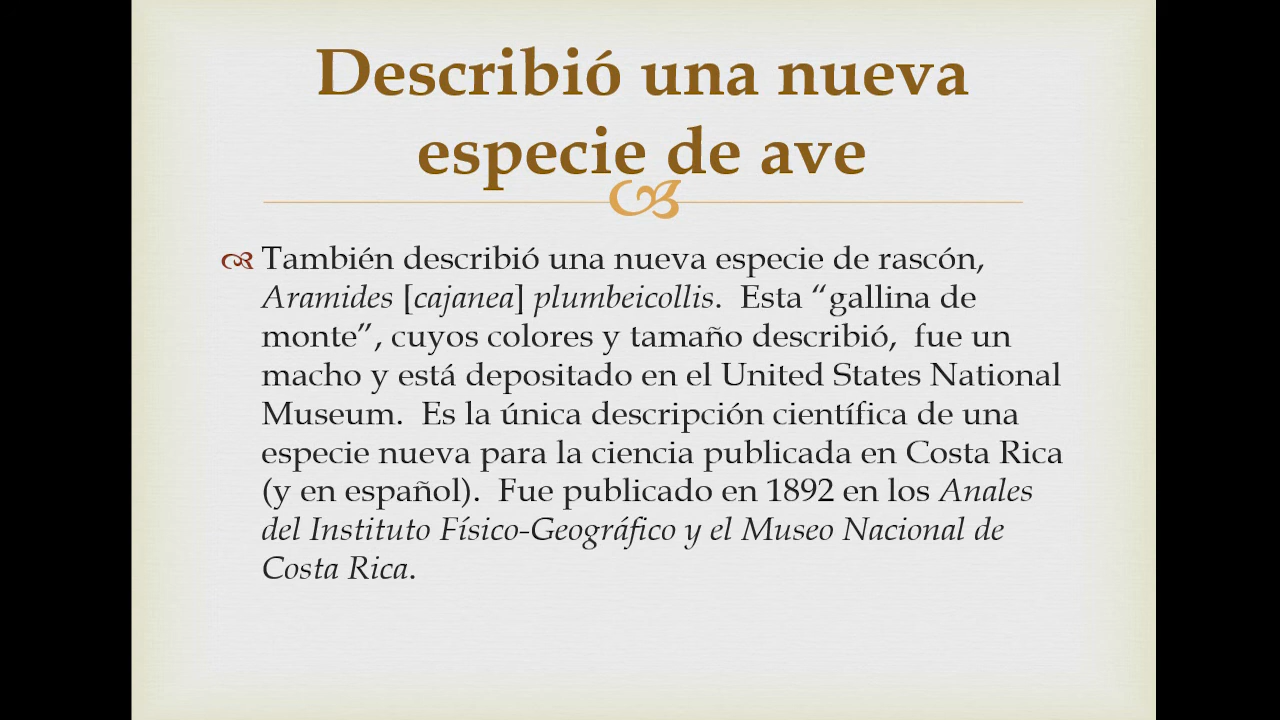 Describió una nueva
especie de ave
También describió una nueva especie de rascón,
Aramides [cajanea] plumbeicollis.  Esta “gallina de
monte”, cuyos colores y tamaño describió,  fue un
macho y está depositado en el United States National
Museum.  Es la única descripción científica de una
especie nueva para la ciencia publicada en Costa Rica
(y en español).  Fue publicado en 1892 en los Anales
del Instituto Físico-Geográfico y el Museo Nacional de
Costa Rica.